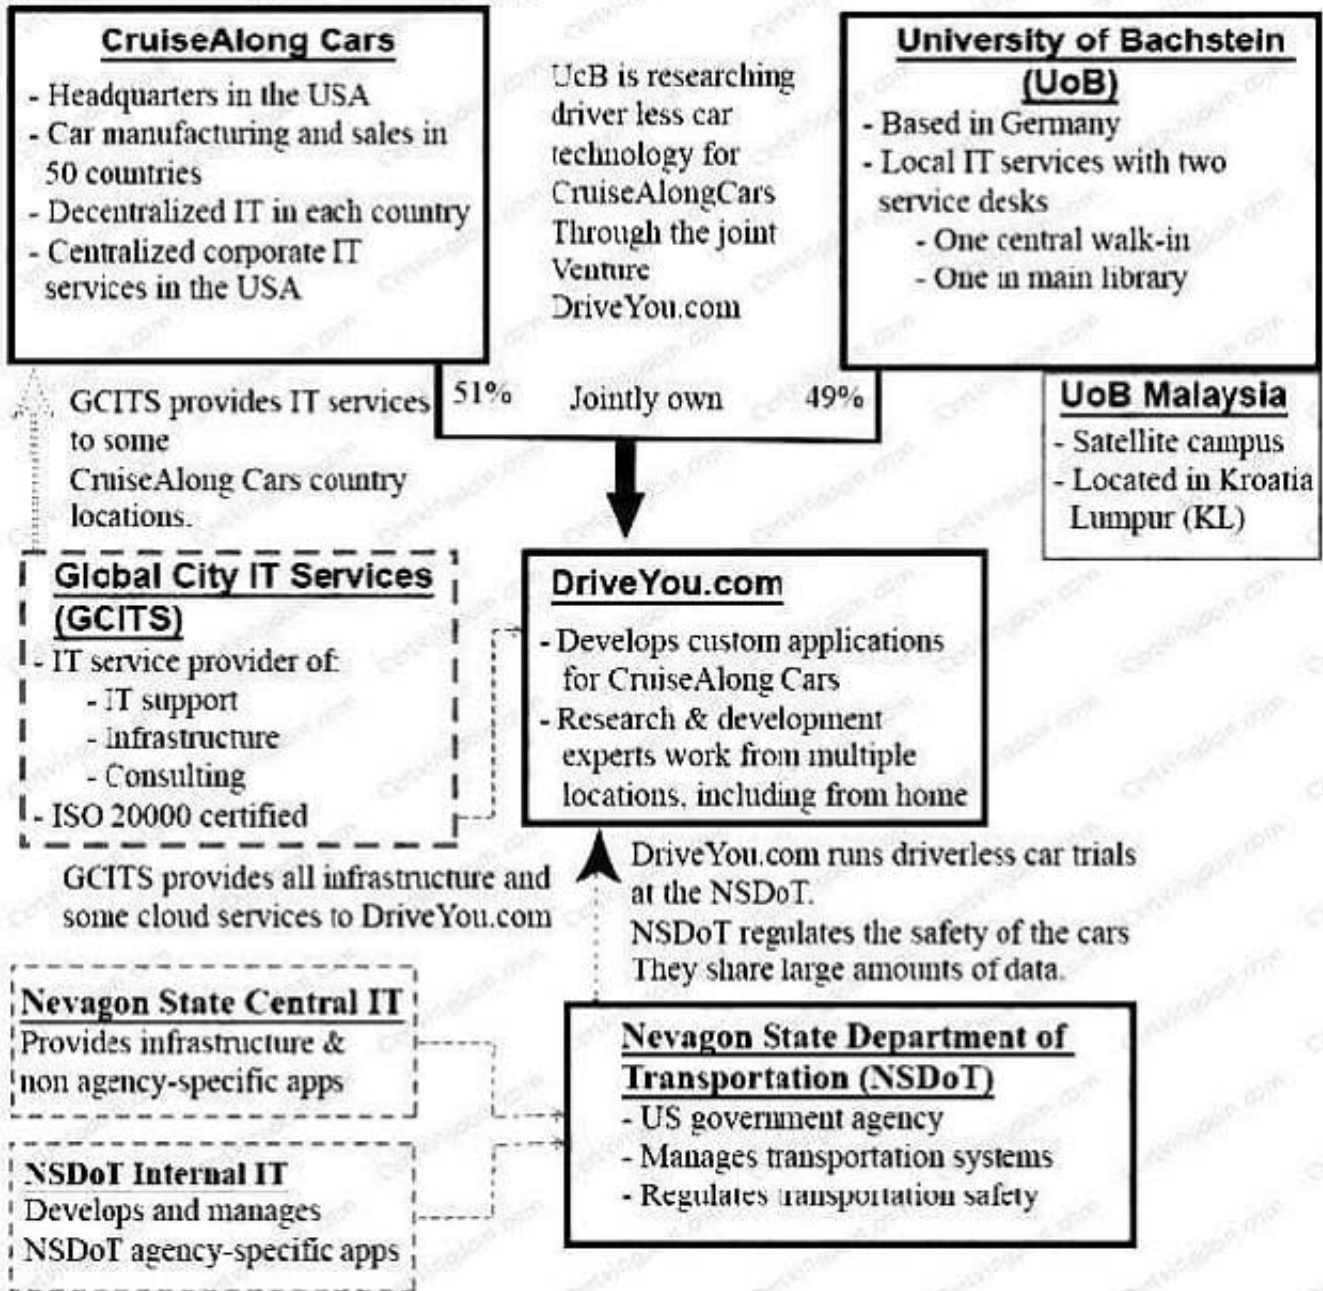 CruiseAlong Cars
- Headquarters in the USA
- Car manufacturing and sales in
50 countries
- Decentralized IT in each country
- Centralized corporate IT
services in the USA
UcB is researching
driver less car
technology for
CruiseAlongCars
Through the joint
Venture
DriveYou.com
University of Bachstein
(UoB)
- Based in Germany
- Local IT services with two
service desks
- One central walk-in
- One in main library
51% Jointly own 49%
UoB Malaysia
- Satellite campus
- Located in Kroatia
Lumpur (KL)
GCITS provides IT services
to some
CruiseAlong Cars country
locations.
Global City IT Services
(GCITS)
- IT service provider of:
- IT support
- Infrastructure
- Consulting
- ISO 20000 certified
DriveYou.com
- Develops custom applications
for CruiseAlong Cars
- Research & development
experts work from multiple
locations, including from home
GCITS provides all infrastructure and
some cloud services to DriveYou.com
DriveYou.com runs driverless car trials
at the NSDoT.
NSDoT regulates the safety of the cars
They share large amounts of data.
Nevagon State Central IT
Provides infrastructure &
non agency-specific apps
NSDoT Internal IT
Develops and manages
NSDoT agency-specific apps
Nevagon State Department of
Transportation (NSDoT)
- US government agency
- Manages transportation systems
- Regulates transportation safety